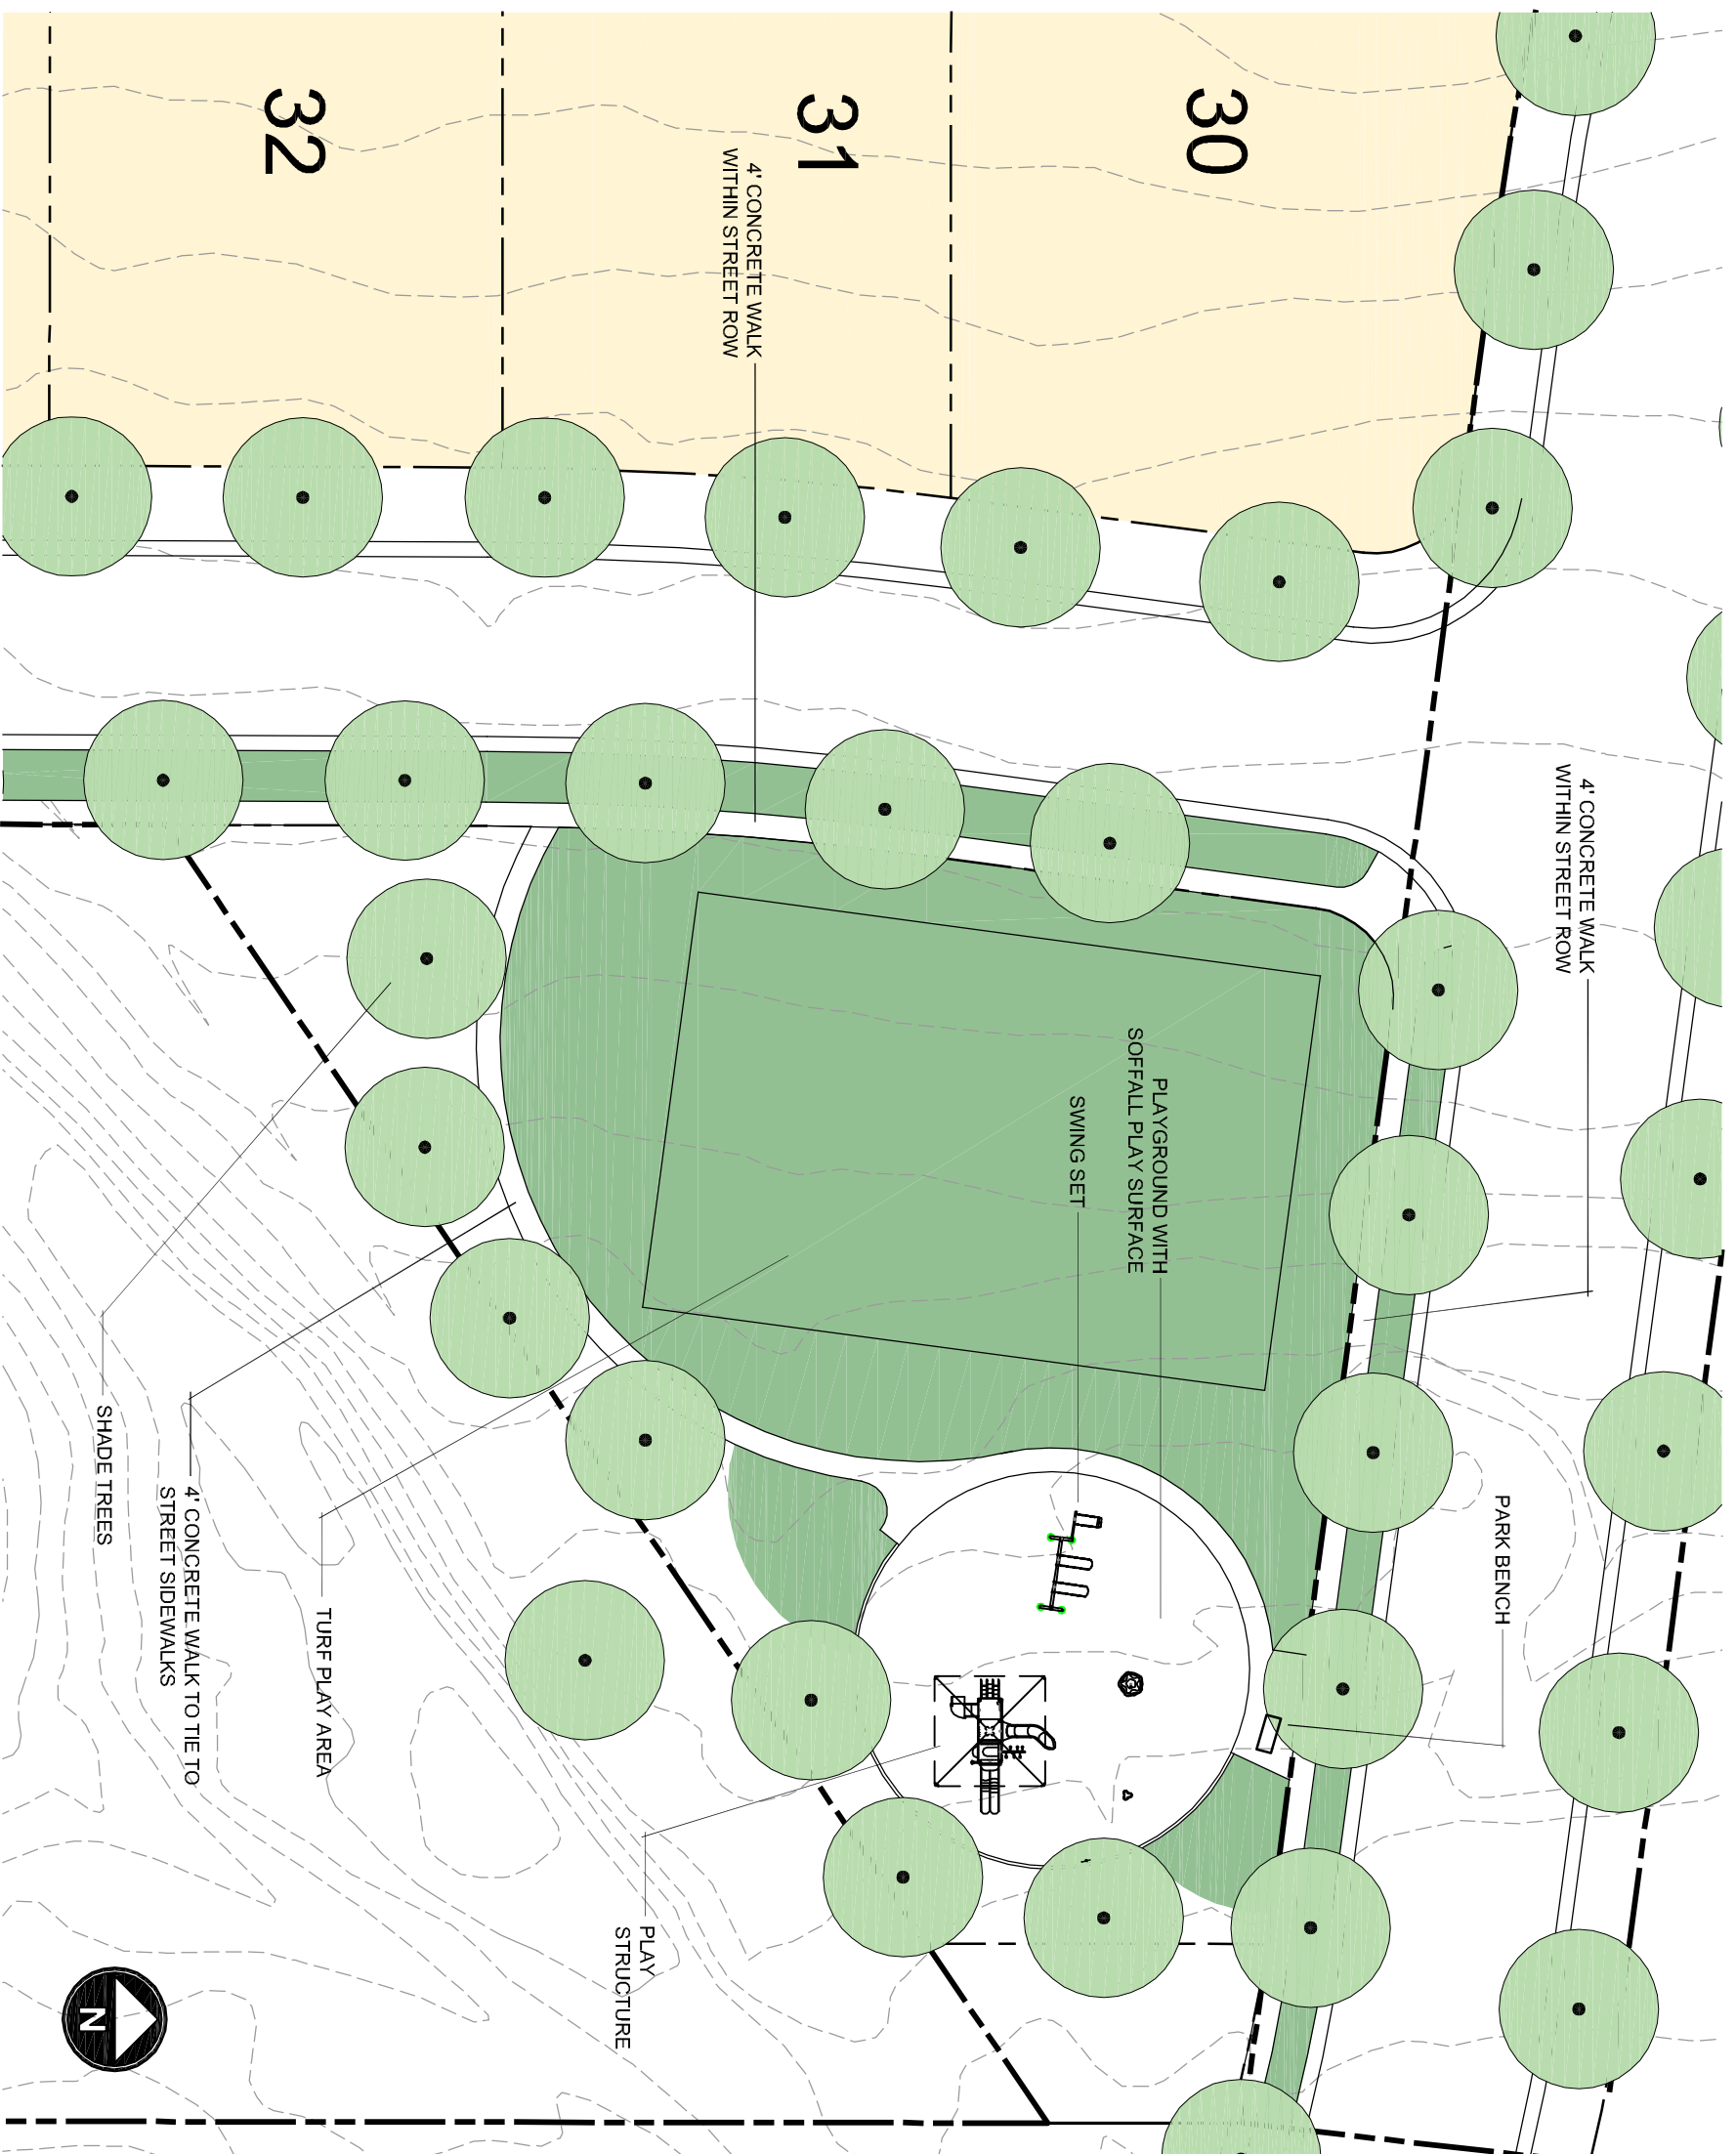 30
31
32
4' CONCRETE WALK
WITHIN STREET ROW
4' CONCRETE WALK
WITHIN STREET ROW
PLAYGROUND WITH
SOFFALL PLAY SURFACE
SWING SET
PARK BENCH
SHADE TREES
4' CONCRETE WALK TO TIE TO
STREET SIDEWALKS
TURF PLAY AREA
PLAY
STRUCTURE
N